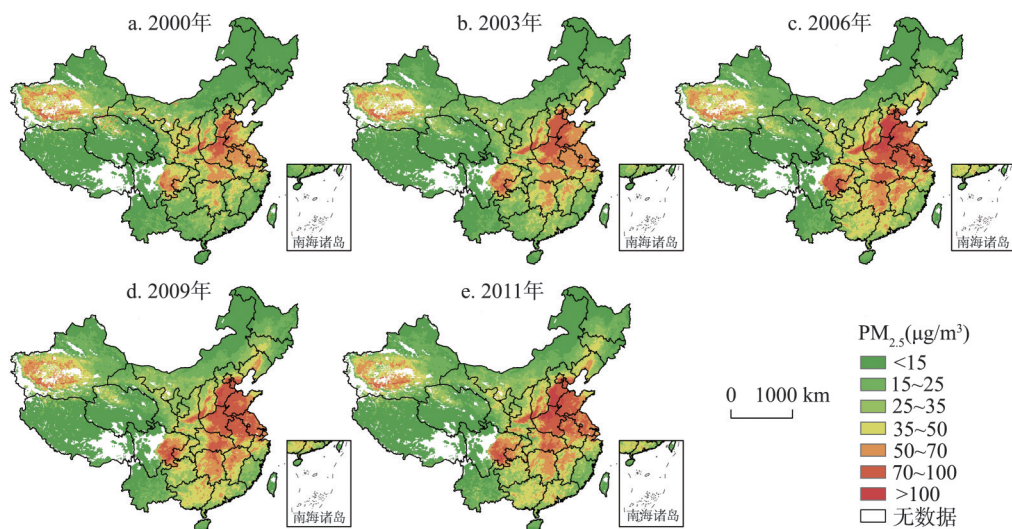 a. 2000年
b. 2003年
c. 2006年
南海诸岛
南海诸岛
南海诸岛
d. 2009年
e. 2011年
南海诸岛
南海诸岛
0 1000 km
PM2.5(μg/m³)
<15
15~25
25~35
35~50
50~70
70~100
>100
无数据